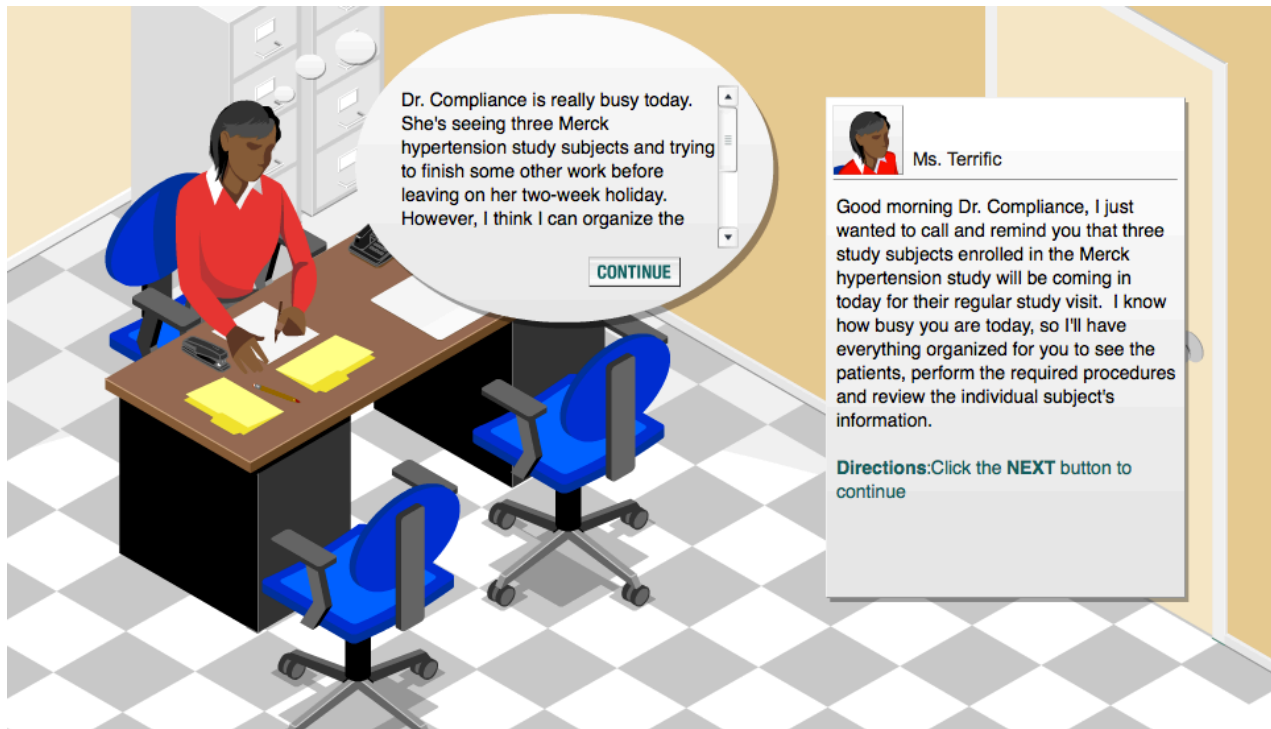 Dr. Compliance is really busy today.
She's seeing three Merck
hypertension study subjects and trying
to finish some other work before
leaving on her two-week holiday.
However, I think I can organize the
CONTINUE
Ms. Terrific
Good morning Dr. Compliance, I just
wanted to call and remind you that three
study subjects enrolled in the Merck
hypertension study will be coming in
today for their regular study visit.  I know
how busy you are today, so I'll have
everything organized for you to see the
patients, perform the required procedures
and review the individual subject's
information.
Directions:Click the NEXT button to
continue